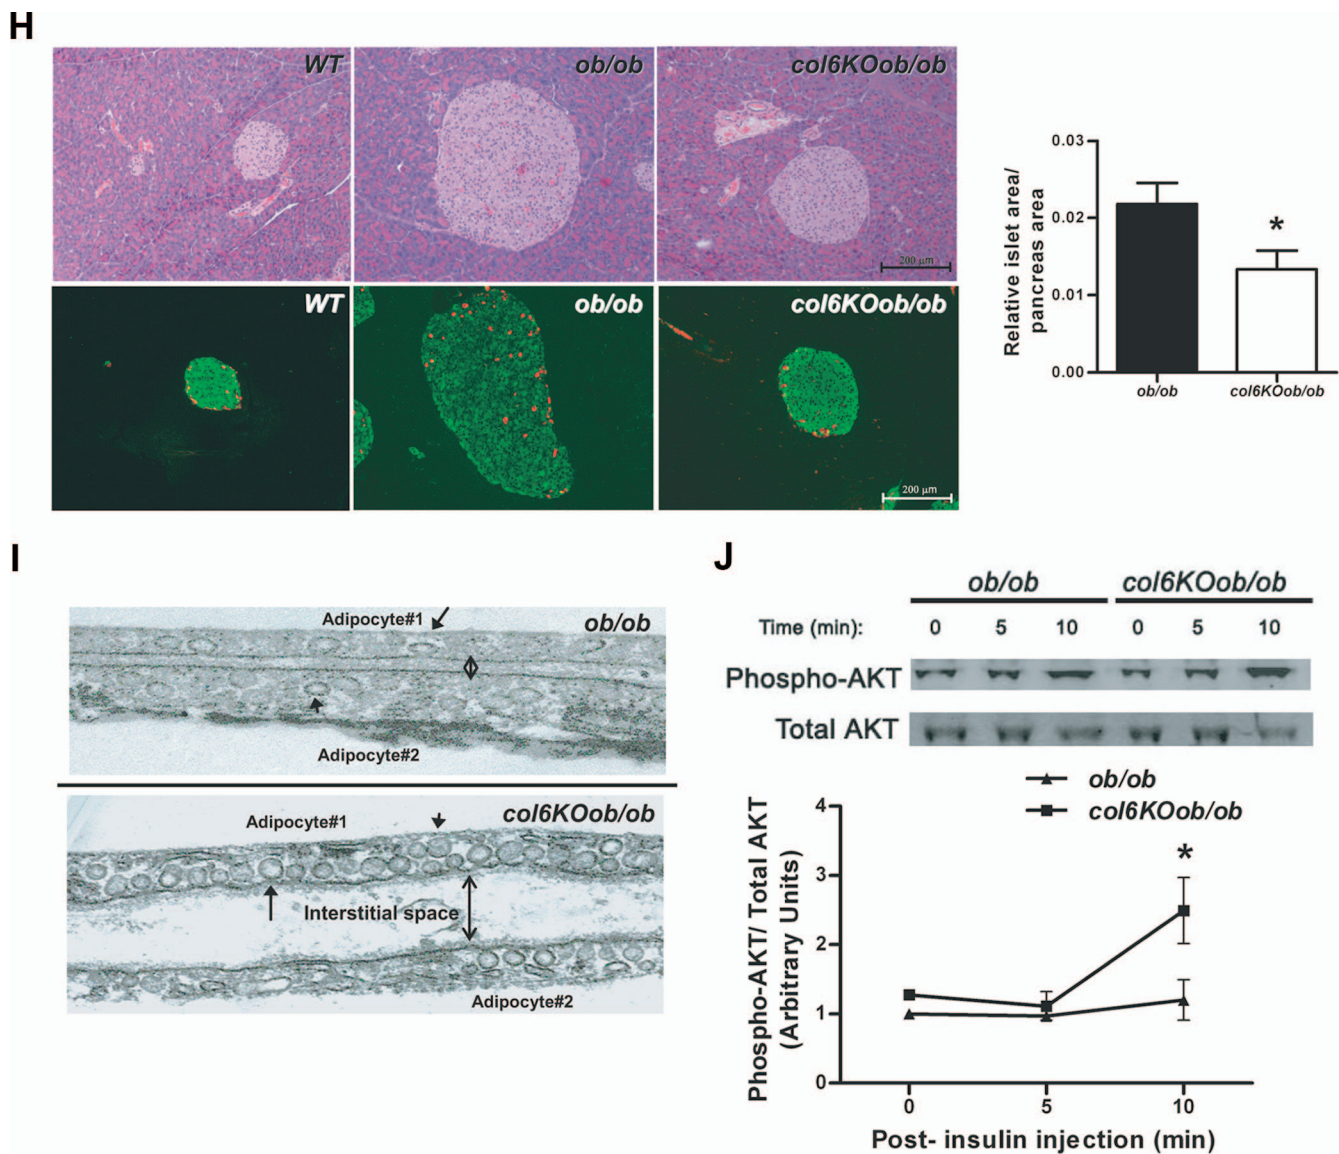 H
WT
ob/ob
col6KOob/ob
200 μm
WT
ob/ob
col6KOob/ob
200 μm
Relative islet area/
pancreas area
0.03
0.02
0.01
0.00
*
ob/ob
col6KOob/ob
I
Adipocyte#1
ob/ob
Adipocyte#2
Adipocyte#1
col6KOob/ob
Interstitial space
Adipocyte#2
J
ob/ob
col6KOob/ob
Time (min): 0 5 10 0 5 10
Phospho-AKT
Total AKT
ob/ob
col6KOob/ob
Phospho-AKT/ Total AKT
(Arbitrary Units)
4
3
2
1
0
*
0 5 10
Post- insulin injection (min)